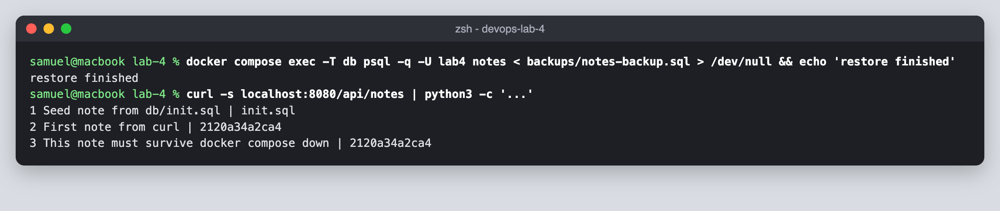 zsh - devops-lab-4
samuel@macbook lab-4 % docker compose exec -T db psql -q -U lab4 notes < backups/notes-backup.sql > /dev/null && echo 'restore finished'
restore finished
samuel@macbook lab-4 % curl -s localhost:8080/api/notes | python3 -c '...'
1 Seed note from db/init.sql | init.sql
2 First note from curl | 2120a34a2ca4
3 This note must survive docker compose down | 2120a34a2ca4